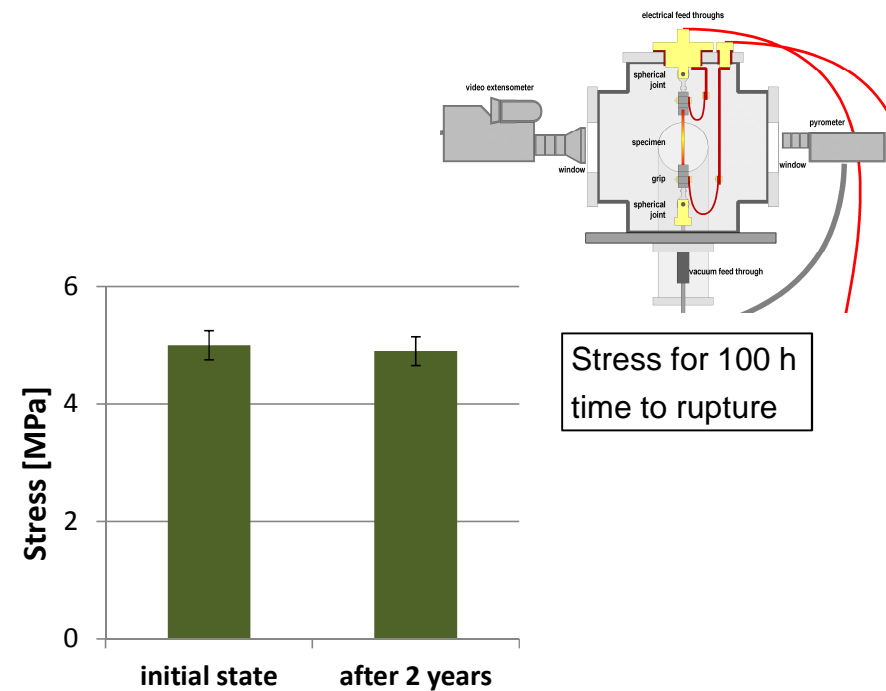 electrical feed throughs
spherical
joint
video extensometer
pyrometer
specimen
window
window
grip
spherical
joint
vacuum feed through
Stress for 100 h
time to rupture
Stress [MPa]
6
4
2
0
initial state
after 2 years